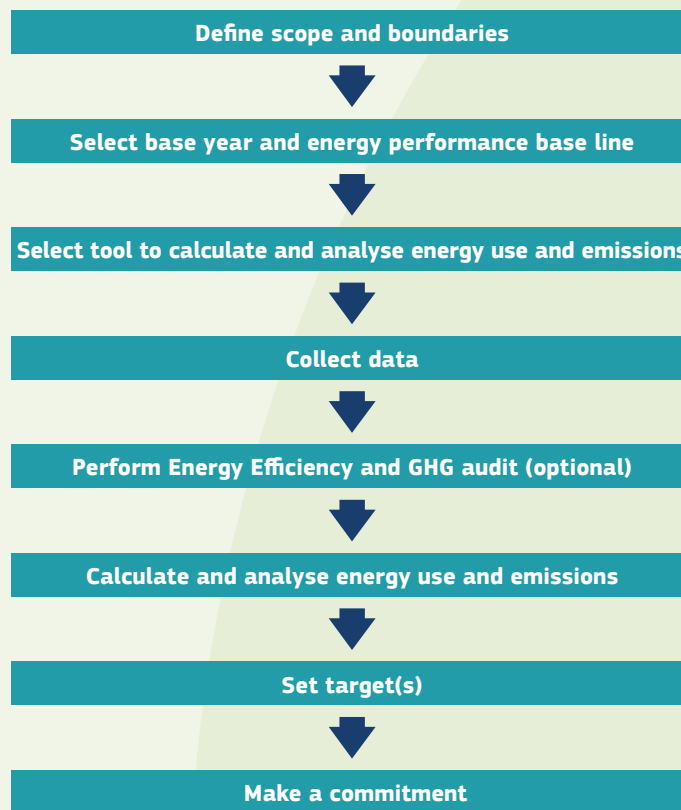 Define scope and boundaries
Select base year and energy performance base line
Select tool to calculate and analyse energy use and emissions
Collect data
Perform Energy Efficiency and GHG audit (optional)
Calculate and analyse energy use and emissions
Set target(s)
Make a commitment